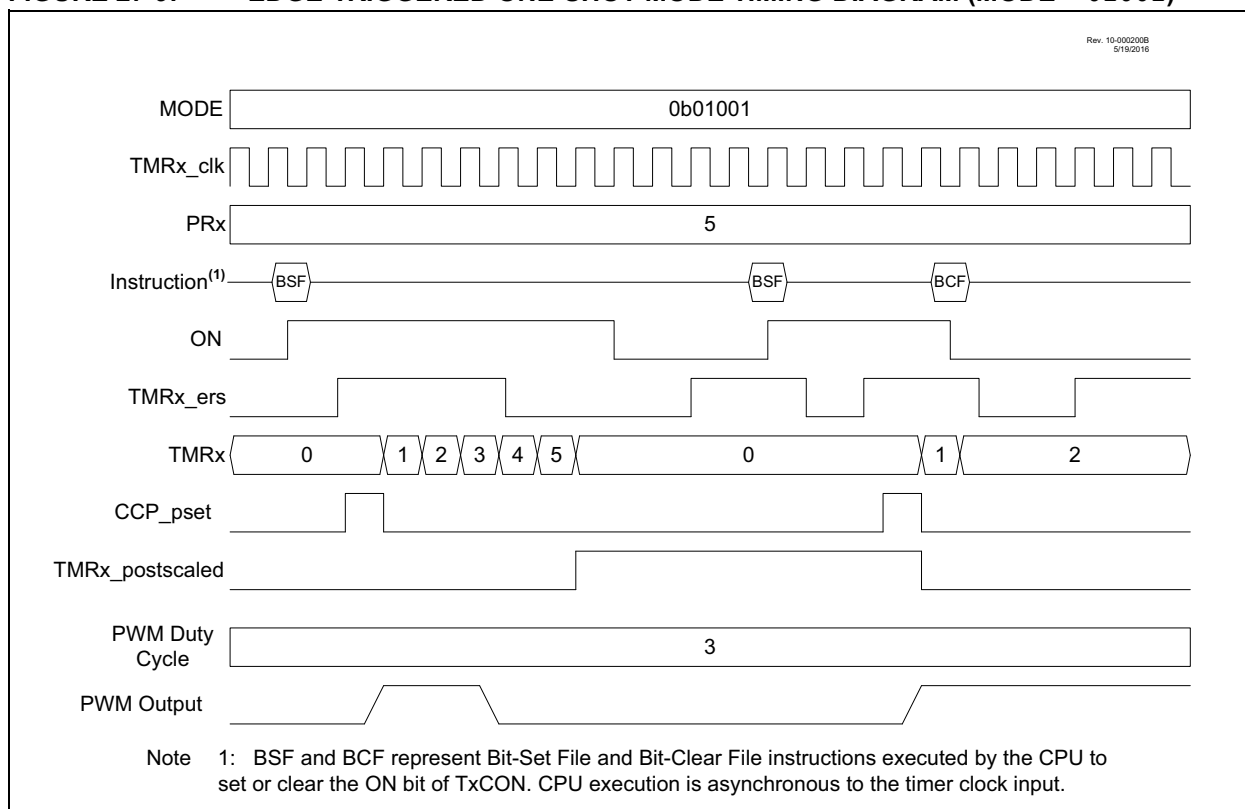 Rev. 10-000200B
5/19/2016
MODE 0b01001
TMRx_clk
PRx 5
Instruction(1) BSF BSF BCF
ON
TMRx_ers
TMRx 0 1 2 3 4 5 0 1 2
CCP_pset
TMRx_postscaled
PWM Duty
Cycle 3
PWM Output
Note 1: BSF and BCF represent Bit-Set File and Bit-Clear File instructions executed by the CPU to
set or clear the ON bit of TxCON. CPU execution is asynchronous to the timer clock input.